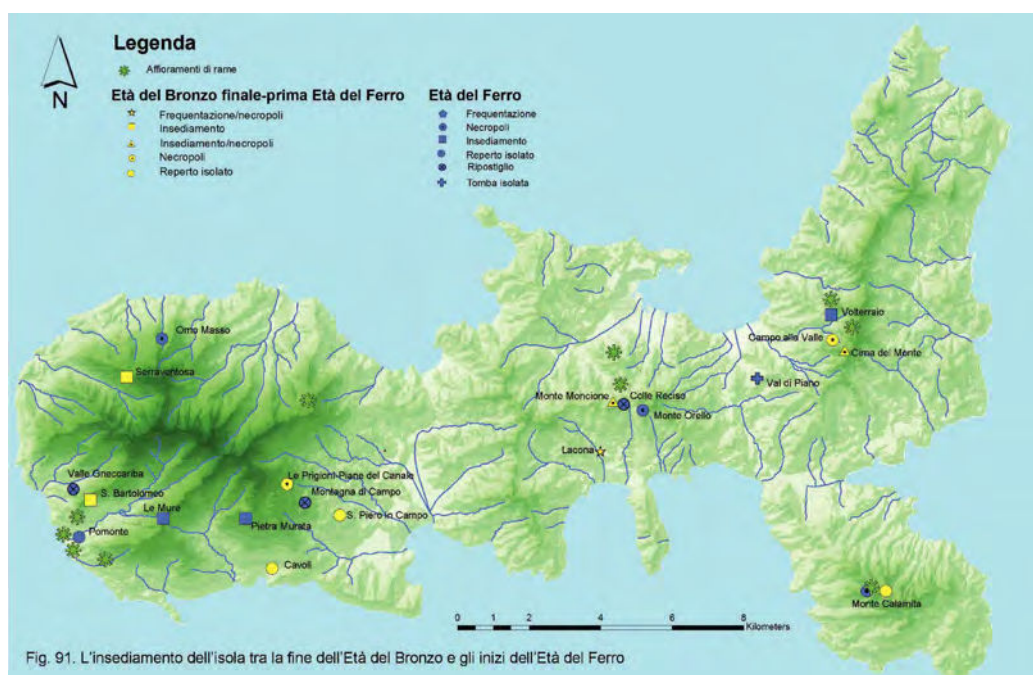 Legenda
Affioramenti di rame
N
Età del Bronzo finale-prima Età del Ferro
Frequentazione/necropoli
Insediamento
Insediamento/necropoli
Necropoli
Reperto isolato
Età del Ferro
Frequentazione
Necropoli
Insediamento
Reperto isolato
Ripostiglio
Tomba isolata
Volterraio
Omo Masso
Campo alle Valle
Cima del Monte
Serraventosa
Val di Piano
Monte Moncione
Colle Reciso
Monte Orello
Lacona
Valle Gneccariba
Le Prigioni-Piane del Canale
S. Bartolomeo
Montagna di Campo
Le Mure
S. Piero in Campo
Pomonte
Pietra Murata
Cavoli
Monte Calamita
0 1 2 4 6 8
Kilometers
Fig. 91. L'insediamento dell'isola tra la fine dell'Età del Bronzo e gli inizi dell'Età del Ferro